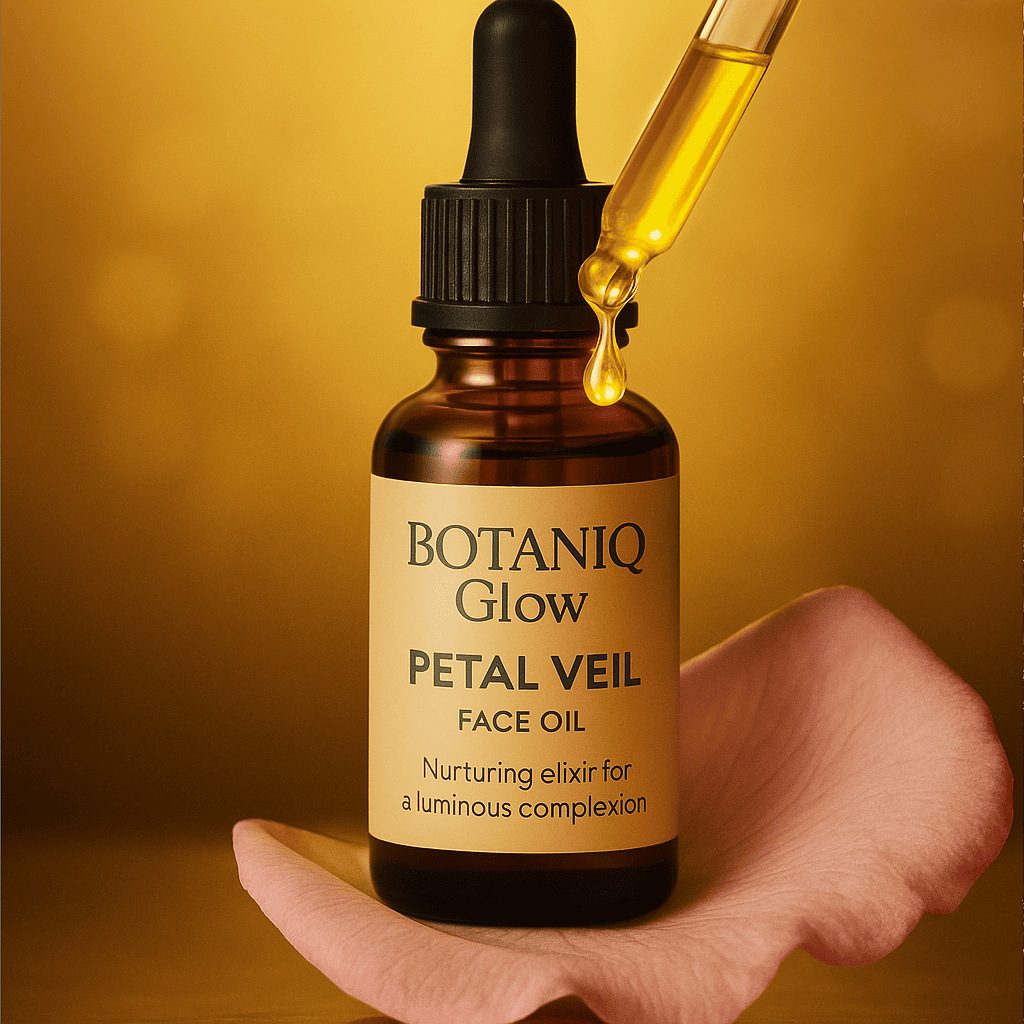 BOTANIQ
Glow
PETAL VEIL
FACE OIL
Nurturing elixir for
a luminous complexion